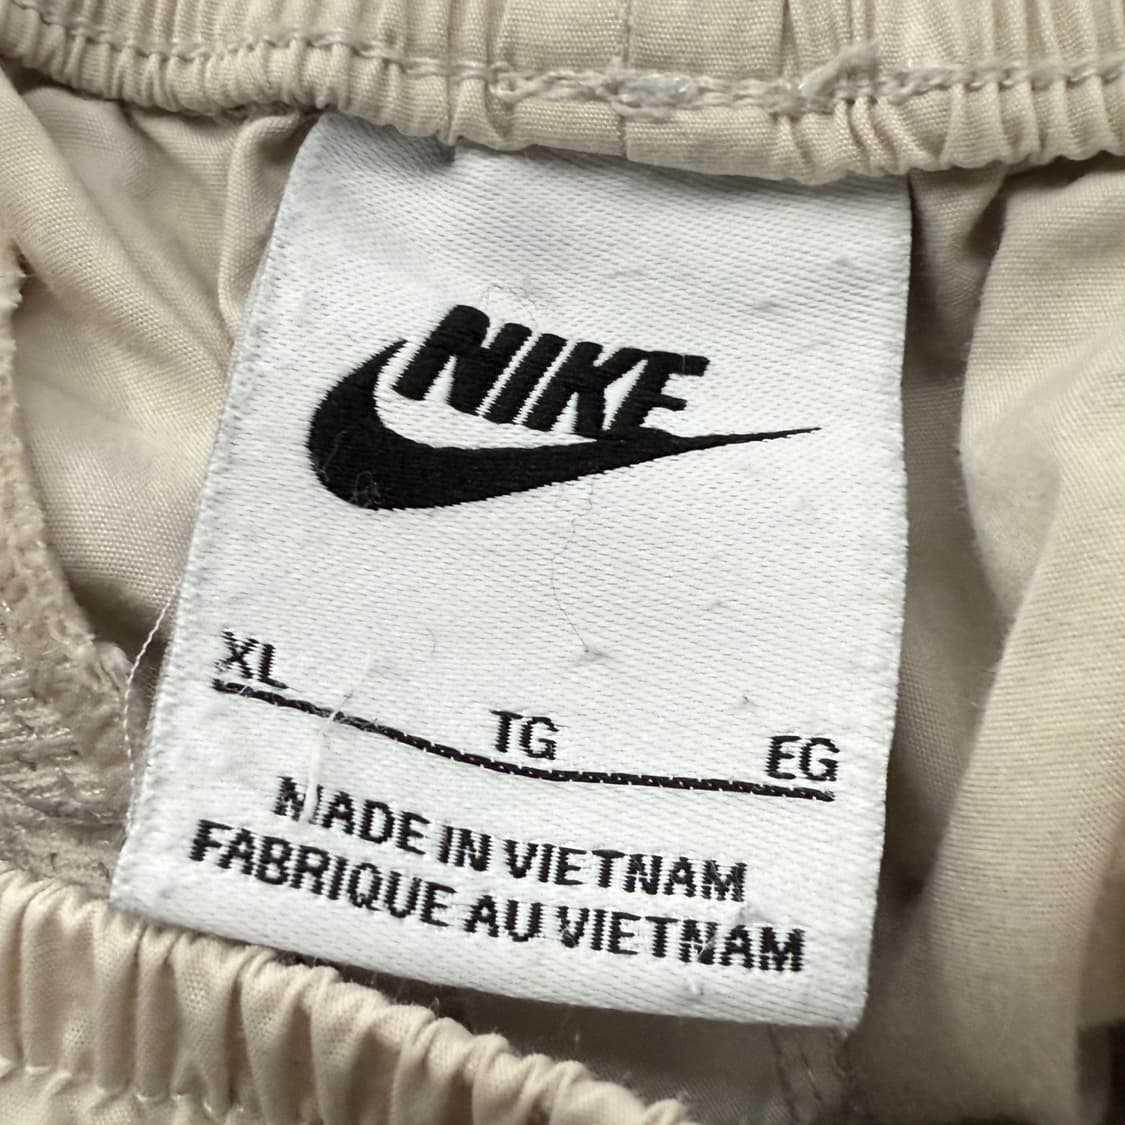 NIKE
XL TG EG
MADE IN VIETNAM
FABRIQUE AU VIETNAM